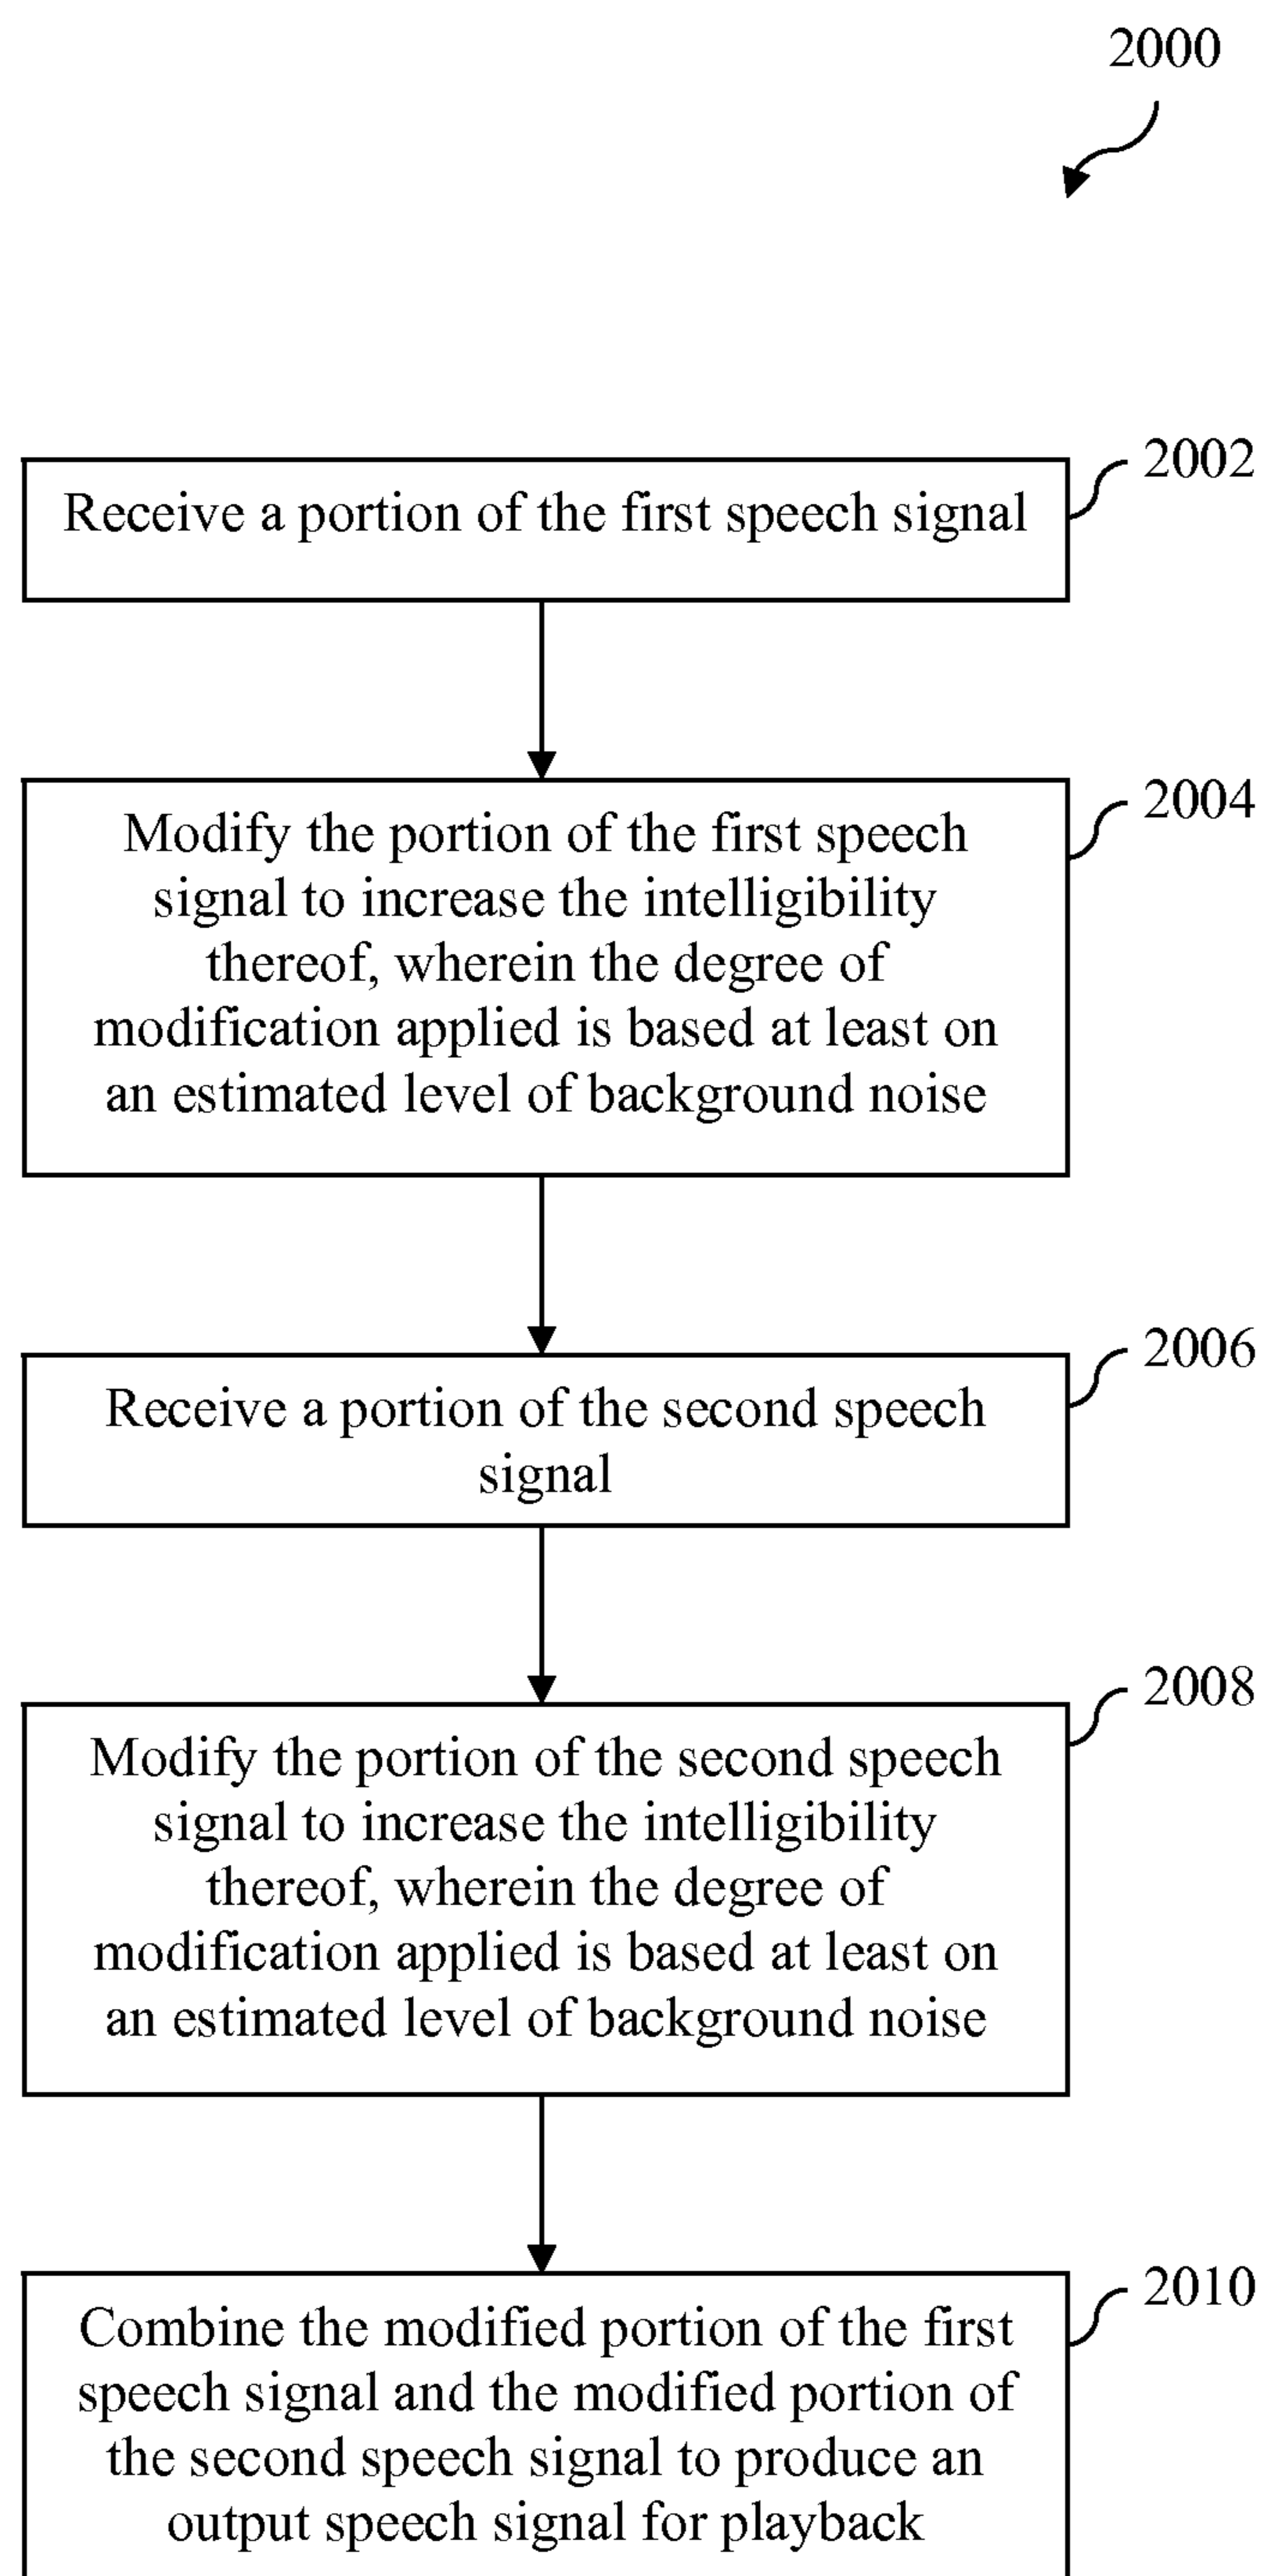 2000
2002
Receive a portion of the first speech signal
2004
Modify the portion of the first speech
signal to increase the intelligibility
thereof, wherein the degree of
modification applied is based at least on
an estimated level of background noise
2006
Receive a portion of the second speech
signal
2008
Modify the portion of the second speech
signal to increase the intelligibility
thereof, wherein the degree of
modification applied is based at least on
an estimated level of background noise
2010
Combine the modified portion of the first
speech signal and the modified portion of
the second speech signal to produce an
output speech signal for playback